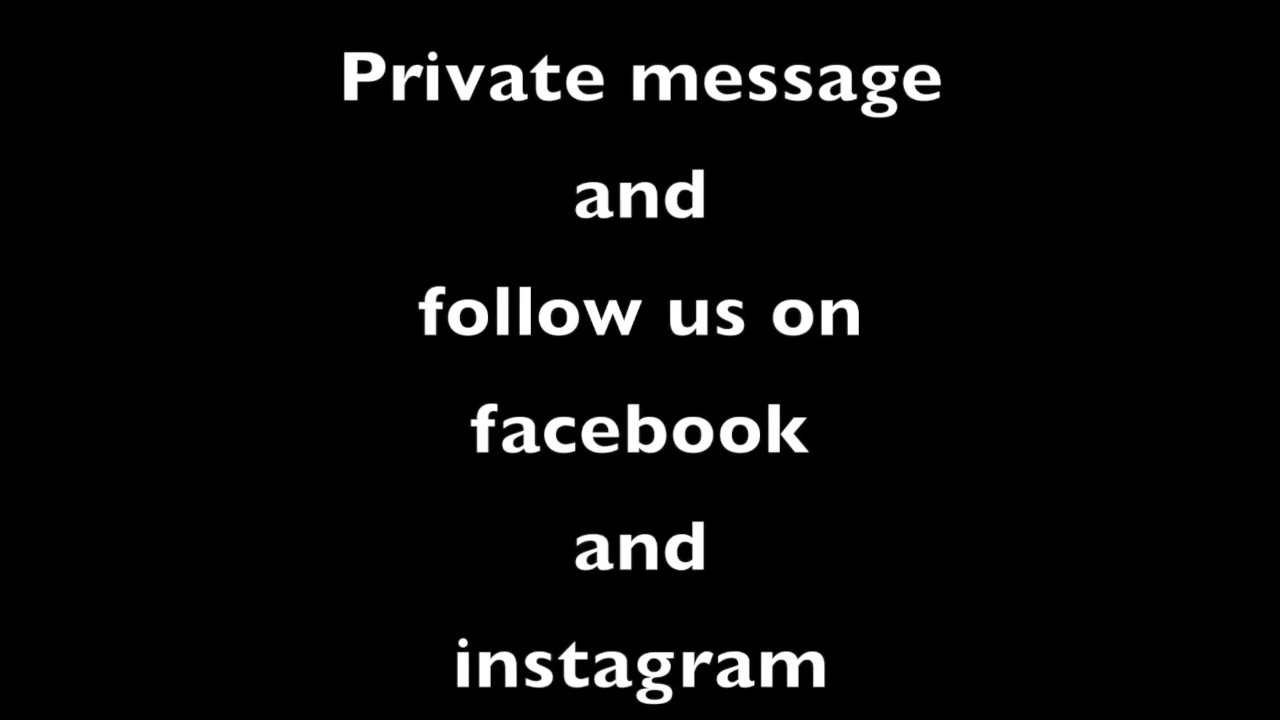 Private message
and
follow us on
facebook
and
instagram